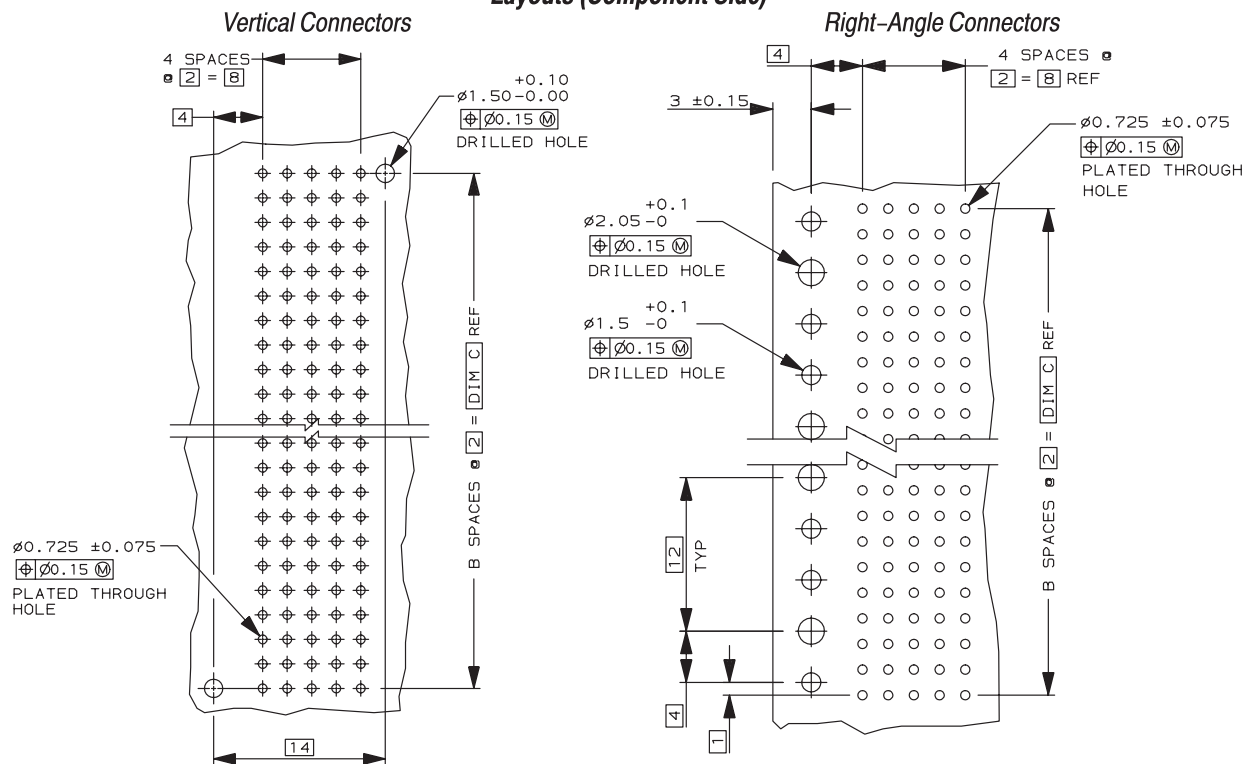 Layouts (Component Side)
Vertical Connectors
4 SPACES
@ 2 = 8
4
+0.10
ø1.50-0.00
⌖ Ø0.15 Ⓜ
DRILLED HOLE
B SPACES @ 2 = DIM C REF
ø0.725 ±0.075
⌖ Ø0.15 Ⓜ
PLATED THROUGH
HOLE
14
Right-Angle Connectors
4
4 SPACES @
2 = 8 REF
3 ±0.15
ø0.725 ±0.075
⌖ Ø0.15 Ⓜ
PLATED THROUGH
HOLE
+0.1
ø2.05-0
⌖ Ø0.15 Ⓜ
DRILLED HOLE
+0.1
ø1.5 -0
⌖ Ø0.15 Ⓜ
DRILLED HOLE
B SPACES @ 2 = DIM C REF
12
TYP
4
1